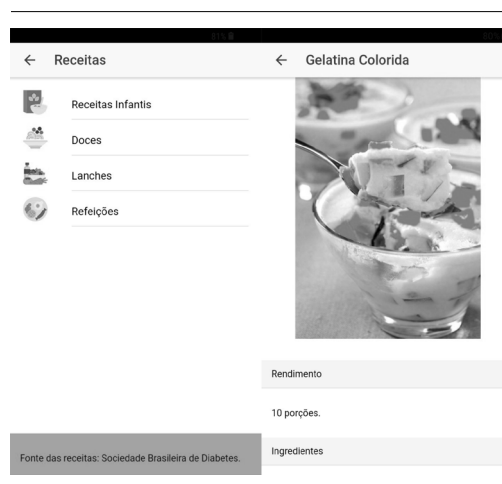 81%
← Receitas
Receitas Infantis
Doces
Lanches
Refeições
Fonte das receitas: Sociedade Brasileira de Diabetes.
← Gelatina Colorida
Rendimento
10 porções.
Ingredientes